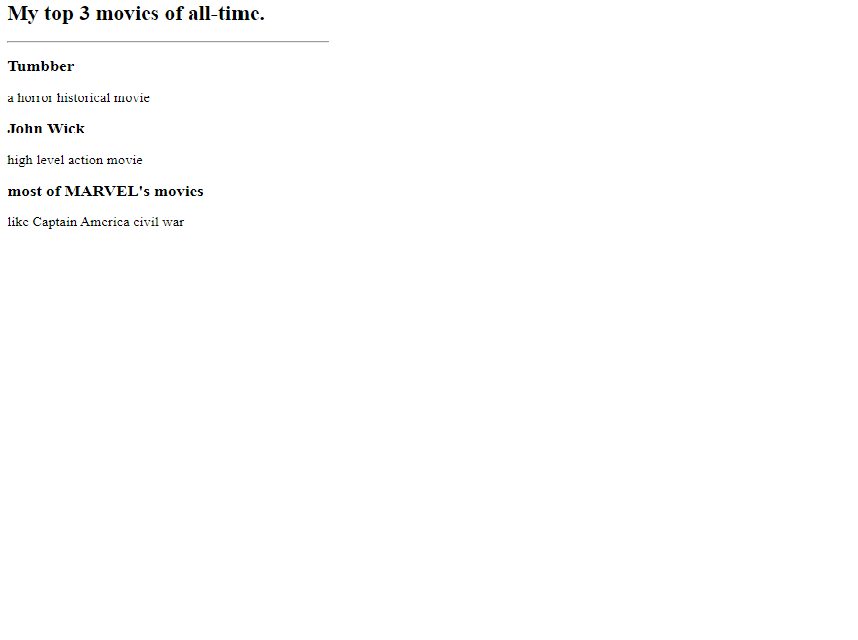 My top 3 movies of all-time.
Tumbber
a horror historical movie
John Wick
high level action movie
most of MARVEL's movies
like Captain America civil war